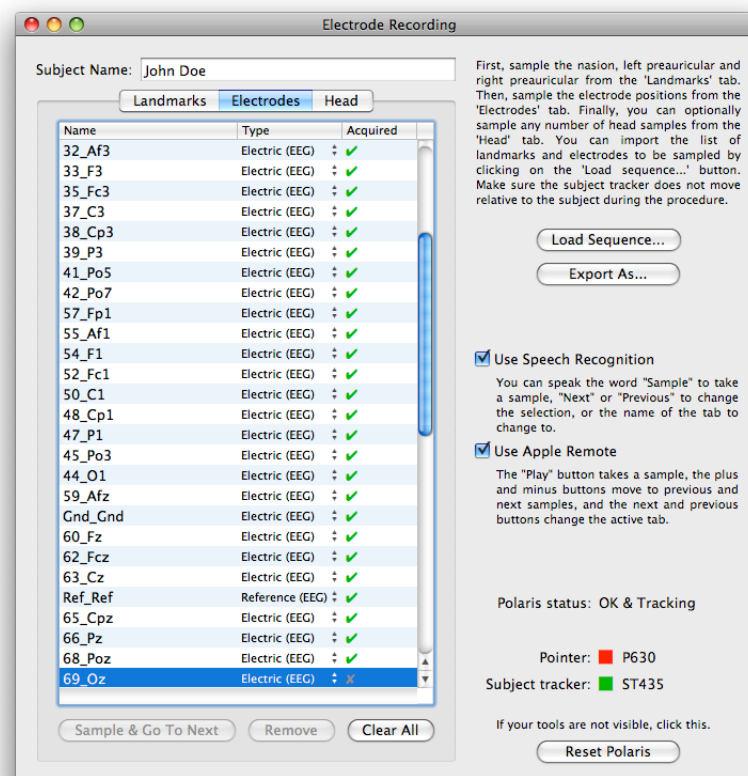 Electrode Recording
Subject Name: John Doe
Landmarks Electrodes Head
Name Type Acquired
32_Af3 Electric (EEG)
33_F3 Electric (EEG)
35_Fc3 Electric (EEG)
37_C3 Electric (EEG)
38_Cp3 Electric (EEG)
39_P3 Electric (EEG)
41_Po5 Electric (EEG)
42_Po7 Electric (EEG)
57_Fp1 Electric (EEG)
55_Af1 Electric (EEG)
54_F1 Electric (EEG)
52_Fc1 Electric (EEG)
50_C1 Electric (EEG)
48_Cp1 Electric (EEG)
47_P1 Electric (EEG)
45_Po3 Electric (EEG)
44_O1 Electric (EEG)
59_Afz Electric (EEG)
Gnd_Gnd Electric (EEG)
60_Fz Electric (EEG)
62_Fcz Electric (EEG)
63_Cz Electric (EEG)
Ref_Ref Reference (EEG)
65_Cpz Electric (EEG)
66_Pz Electric (EEG)
68_Poz Electric (EEG)
69_Oz Electric (EEG)
Sample & Go To Next Remove Clear All
First, sample the nasion, left preauricular and
right preauricular from the 'Landmarks' tab.
Then, sample the electrode positions from the
'Electrodes' tab. Finally, you can optionally
sample any number of head samples from the
'Head' tab. You can import the list of
landmarks and electrodes to be sampled by
clicking on the 'Load sequence...' button.
Make sure the subject tracker does not move
relative to the subject during the procedure.
Load Sequence...
Export As...
Use Speech Recognition
You can speak the word "Sample" to take
a sample, "Next" or "Previous" to change
the selection, or the name of the tab to
change to.
Use Apple Remote
The "Play" button takes a sample, the plus
and minus buttons move to previous and
next samples, and the next and previous
buttons change the active tab.
Polaris status: OK & Tracking
Pointer: P630
Subject tracker: ST435
If your tools are not visible, click this.
Reset Polaris